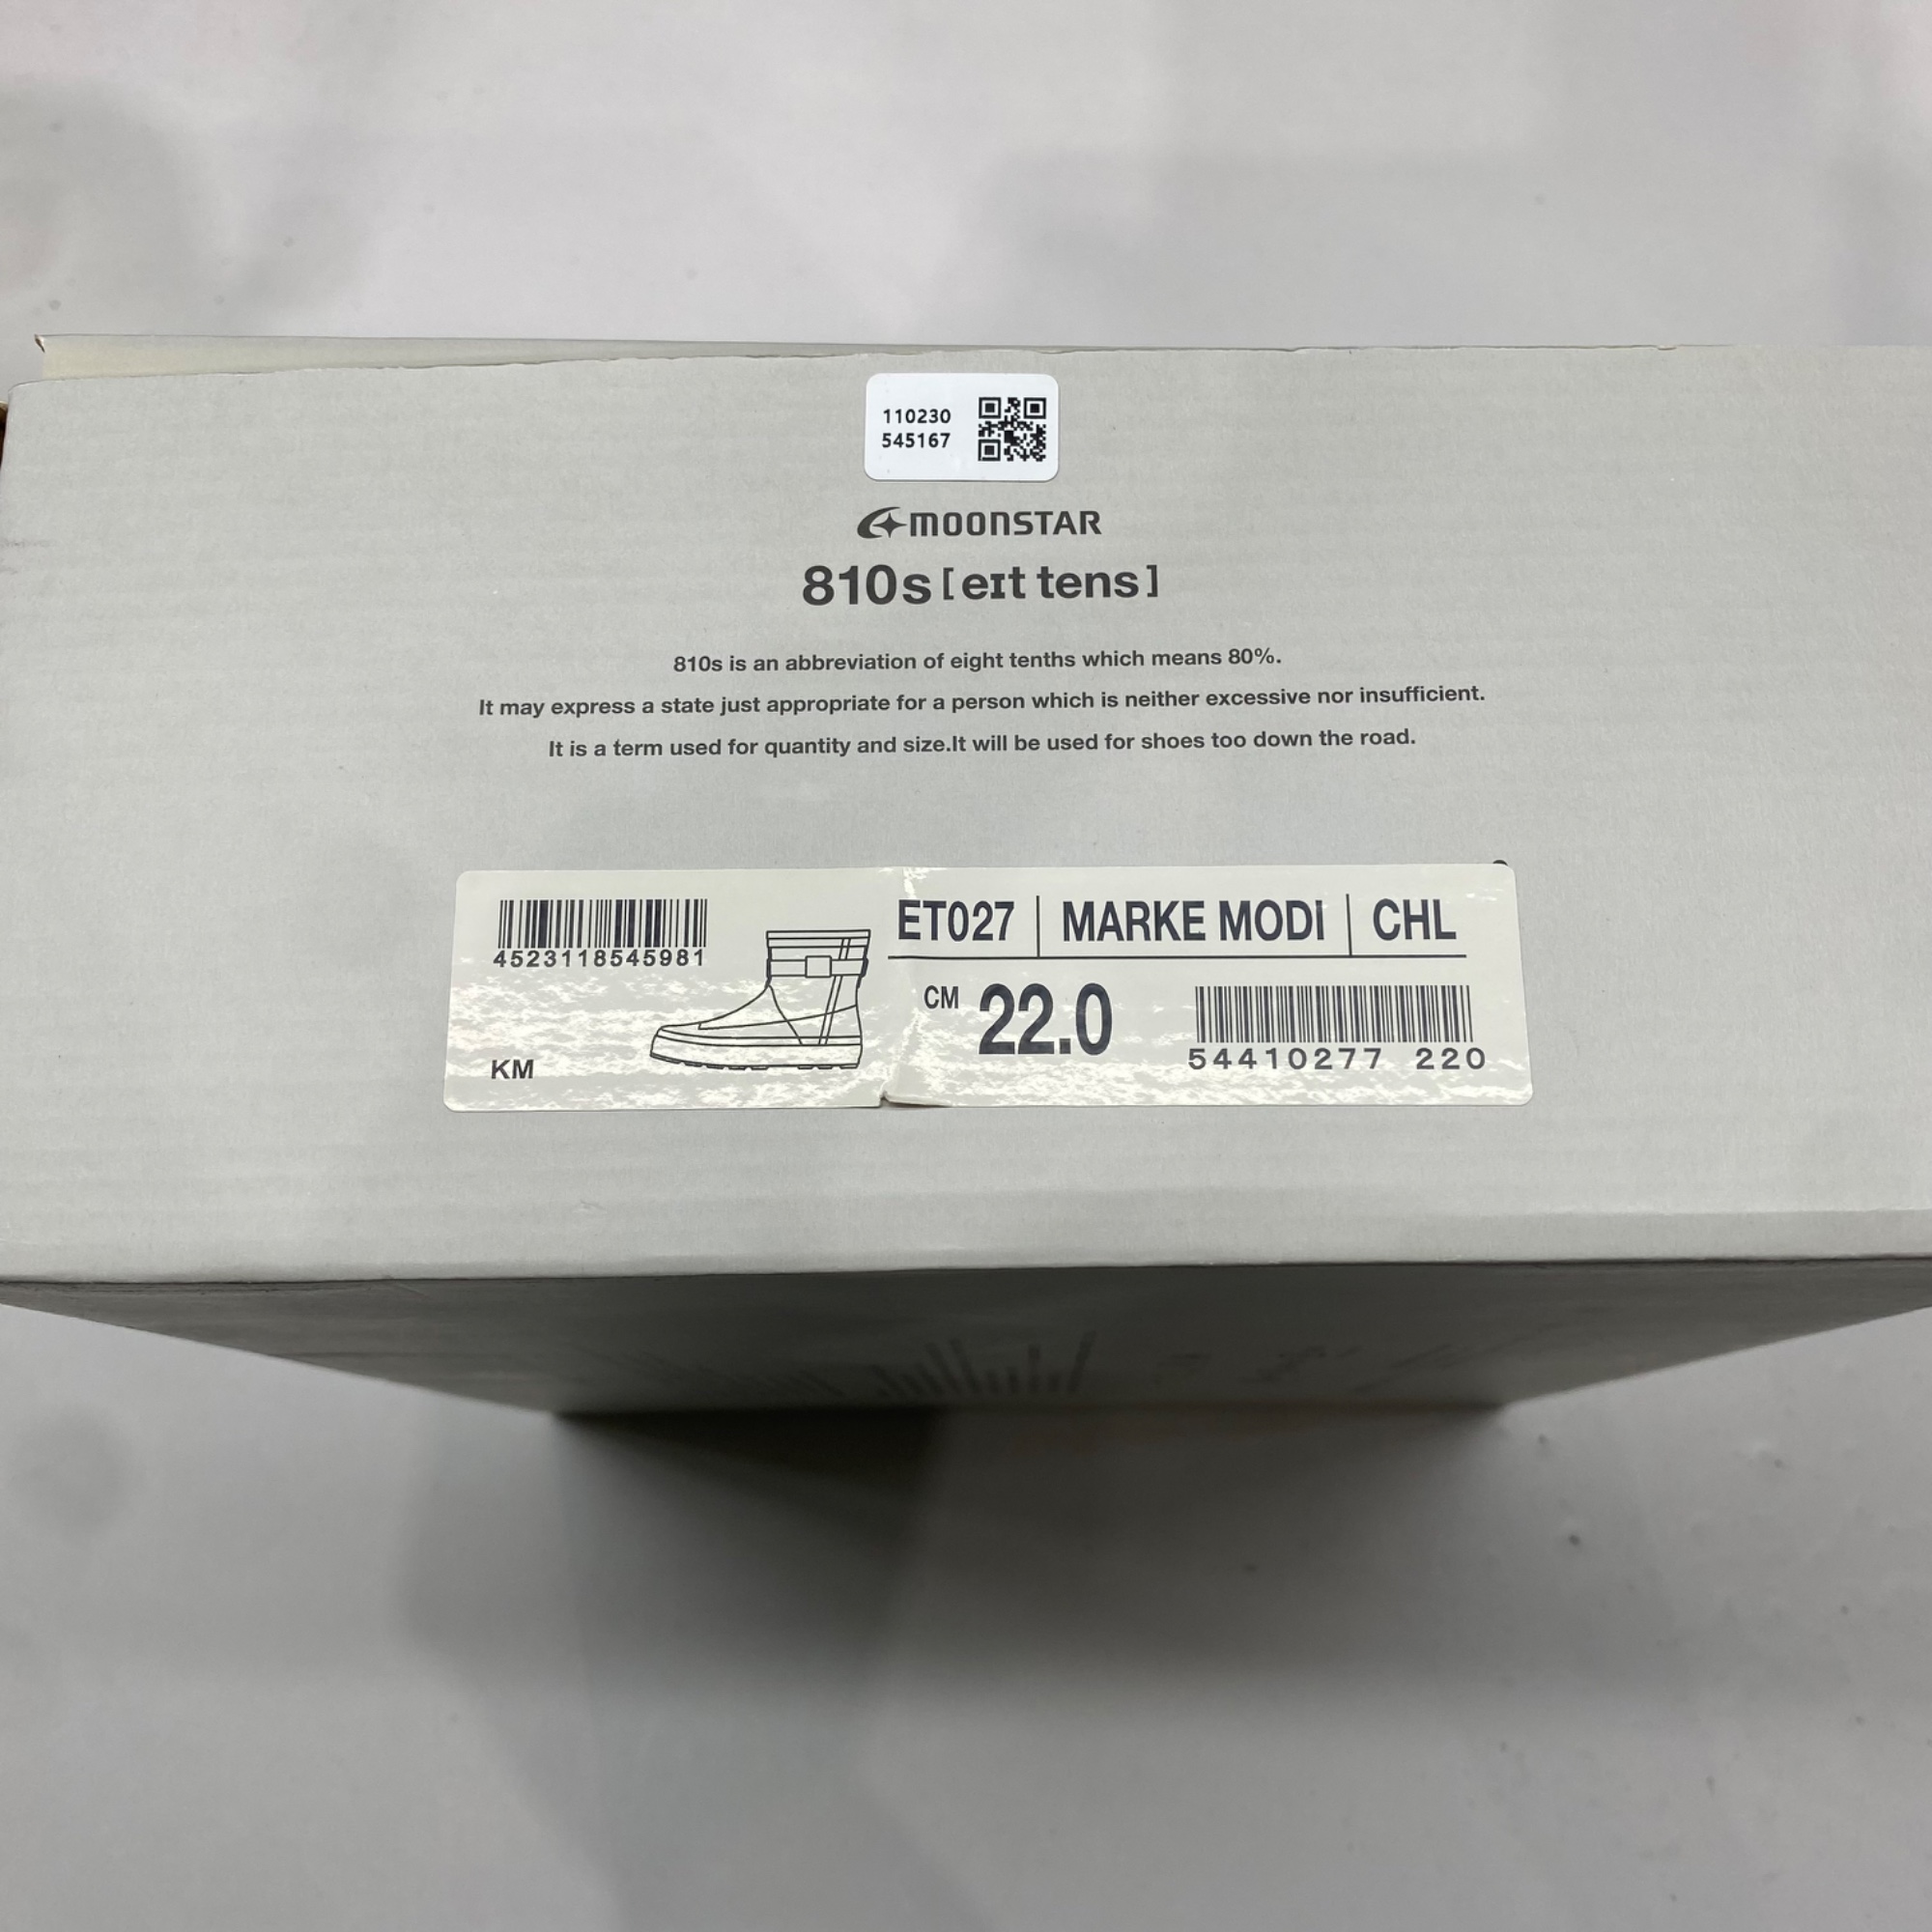 110230
545167
MOONSTAR
810s [eɪt tens]
810s is an abbreviation of eight tenths which means 80%.
It may express a state just appropriate for a person which is neither excessive nor insufficient.
It is a term used for quantity and size.It will be used for shoes too down the road.
ET027 | MARKE MODI | CHL
4523118545981
CM 22.0
54410277 220
KM